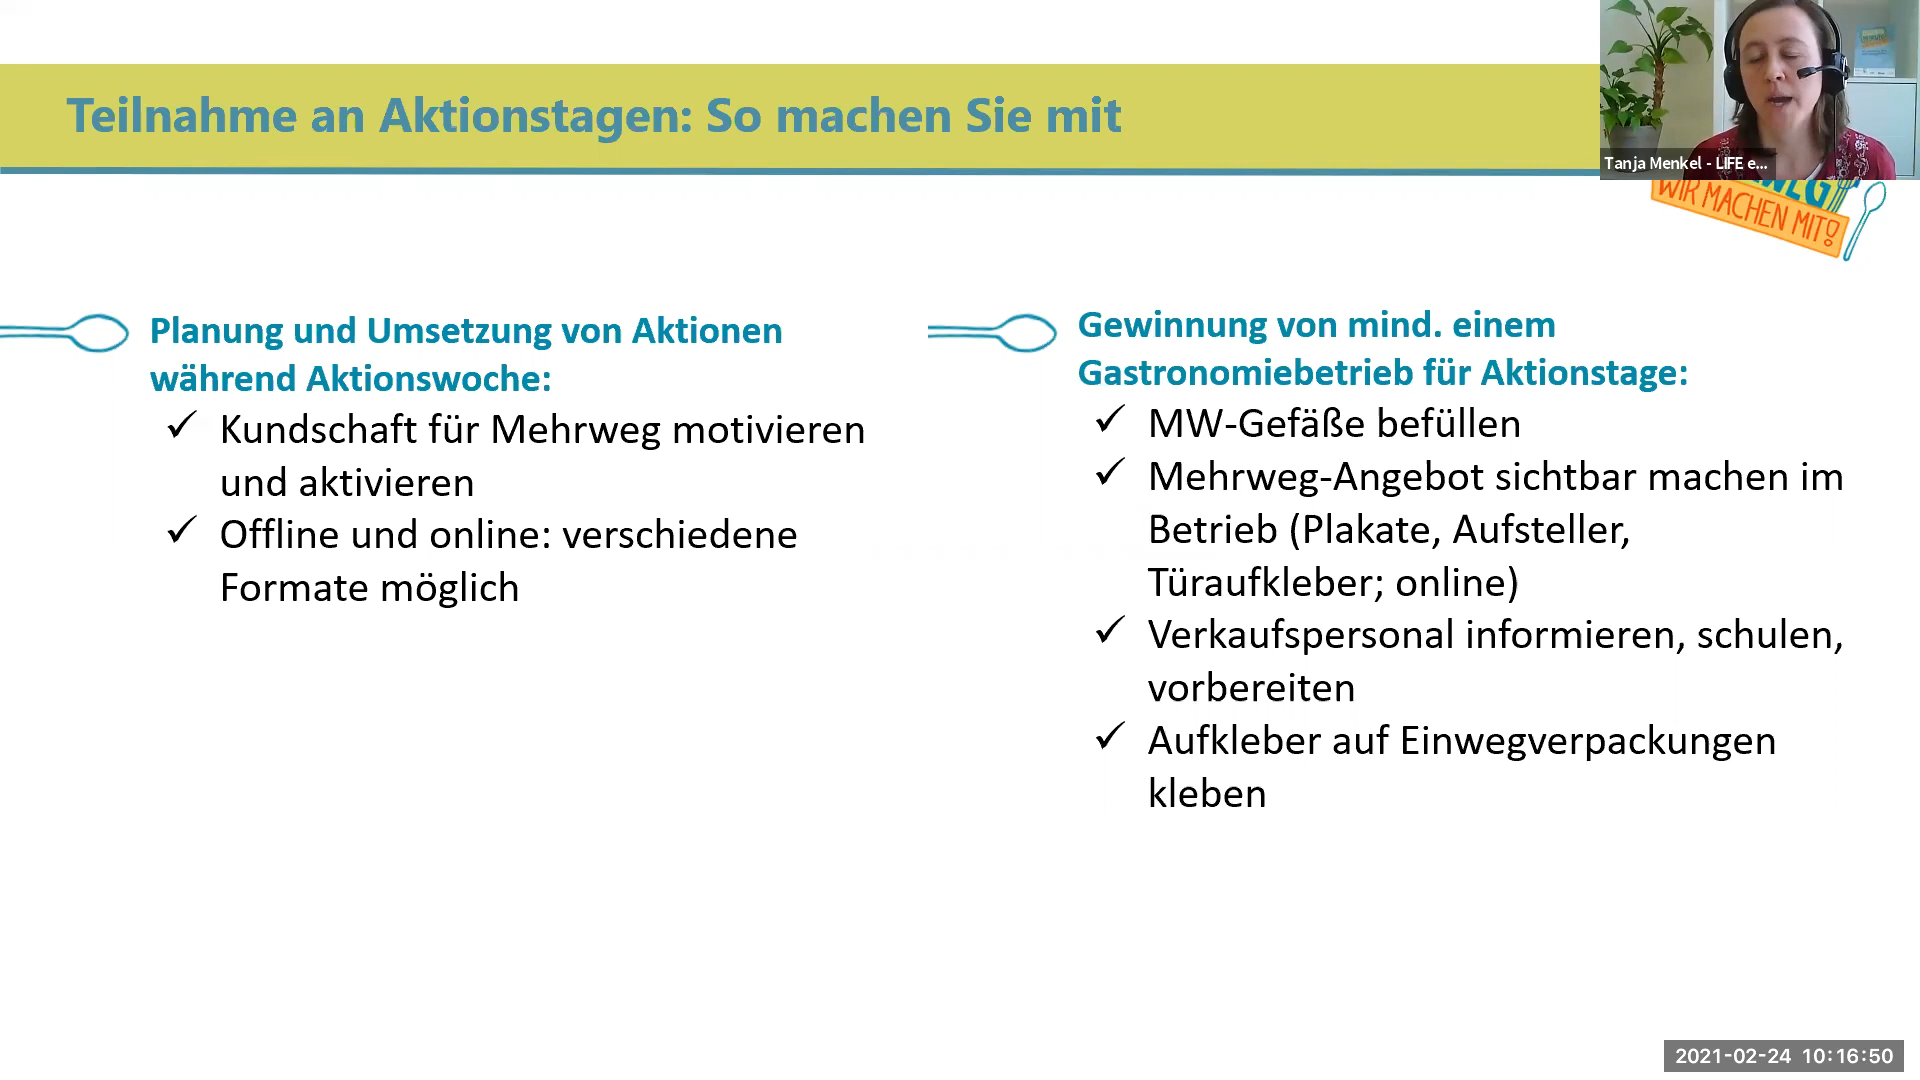 Teilnahme an Aktionstagen: So machen Sie mit
Tanja Menkel - LIFE e...
WIR MACHEN MIT!
Planung und Umsetzung von Aktionen
während Aktionswoche:
✓ Kundschaft für Mehrweg motivieren
und aktivieren
✓ Offline und online: verschiedene
Formate möglich
Gewinnung von mind. einem
Gastronomiebetrieb für Aktionstage:
✓ MW-Gefäße befüllen
✓ Mehrweg-Angebot sichtbar machen im
Betrieb (Plakate, Aufsteller,
Türaufkleber; online)
✓ Verkaufspersonal informieren, schulen,
vorbereiten
✓ Aufkleber auf Einwegverpackungen
kleben
2021-02-24 10:16:50